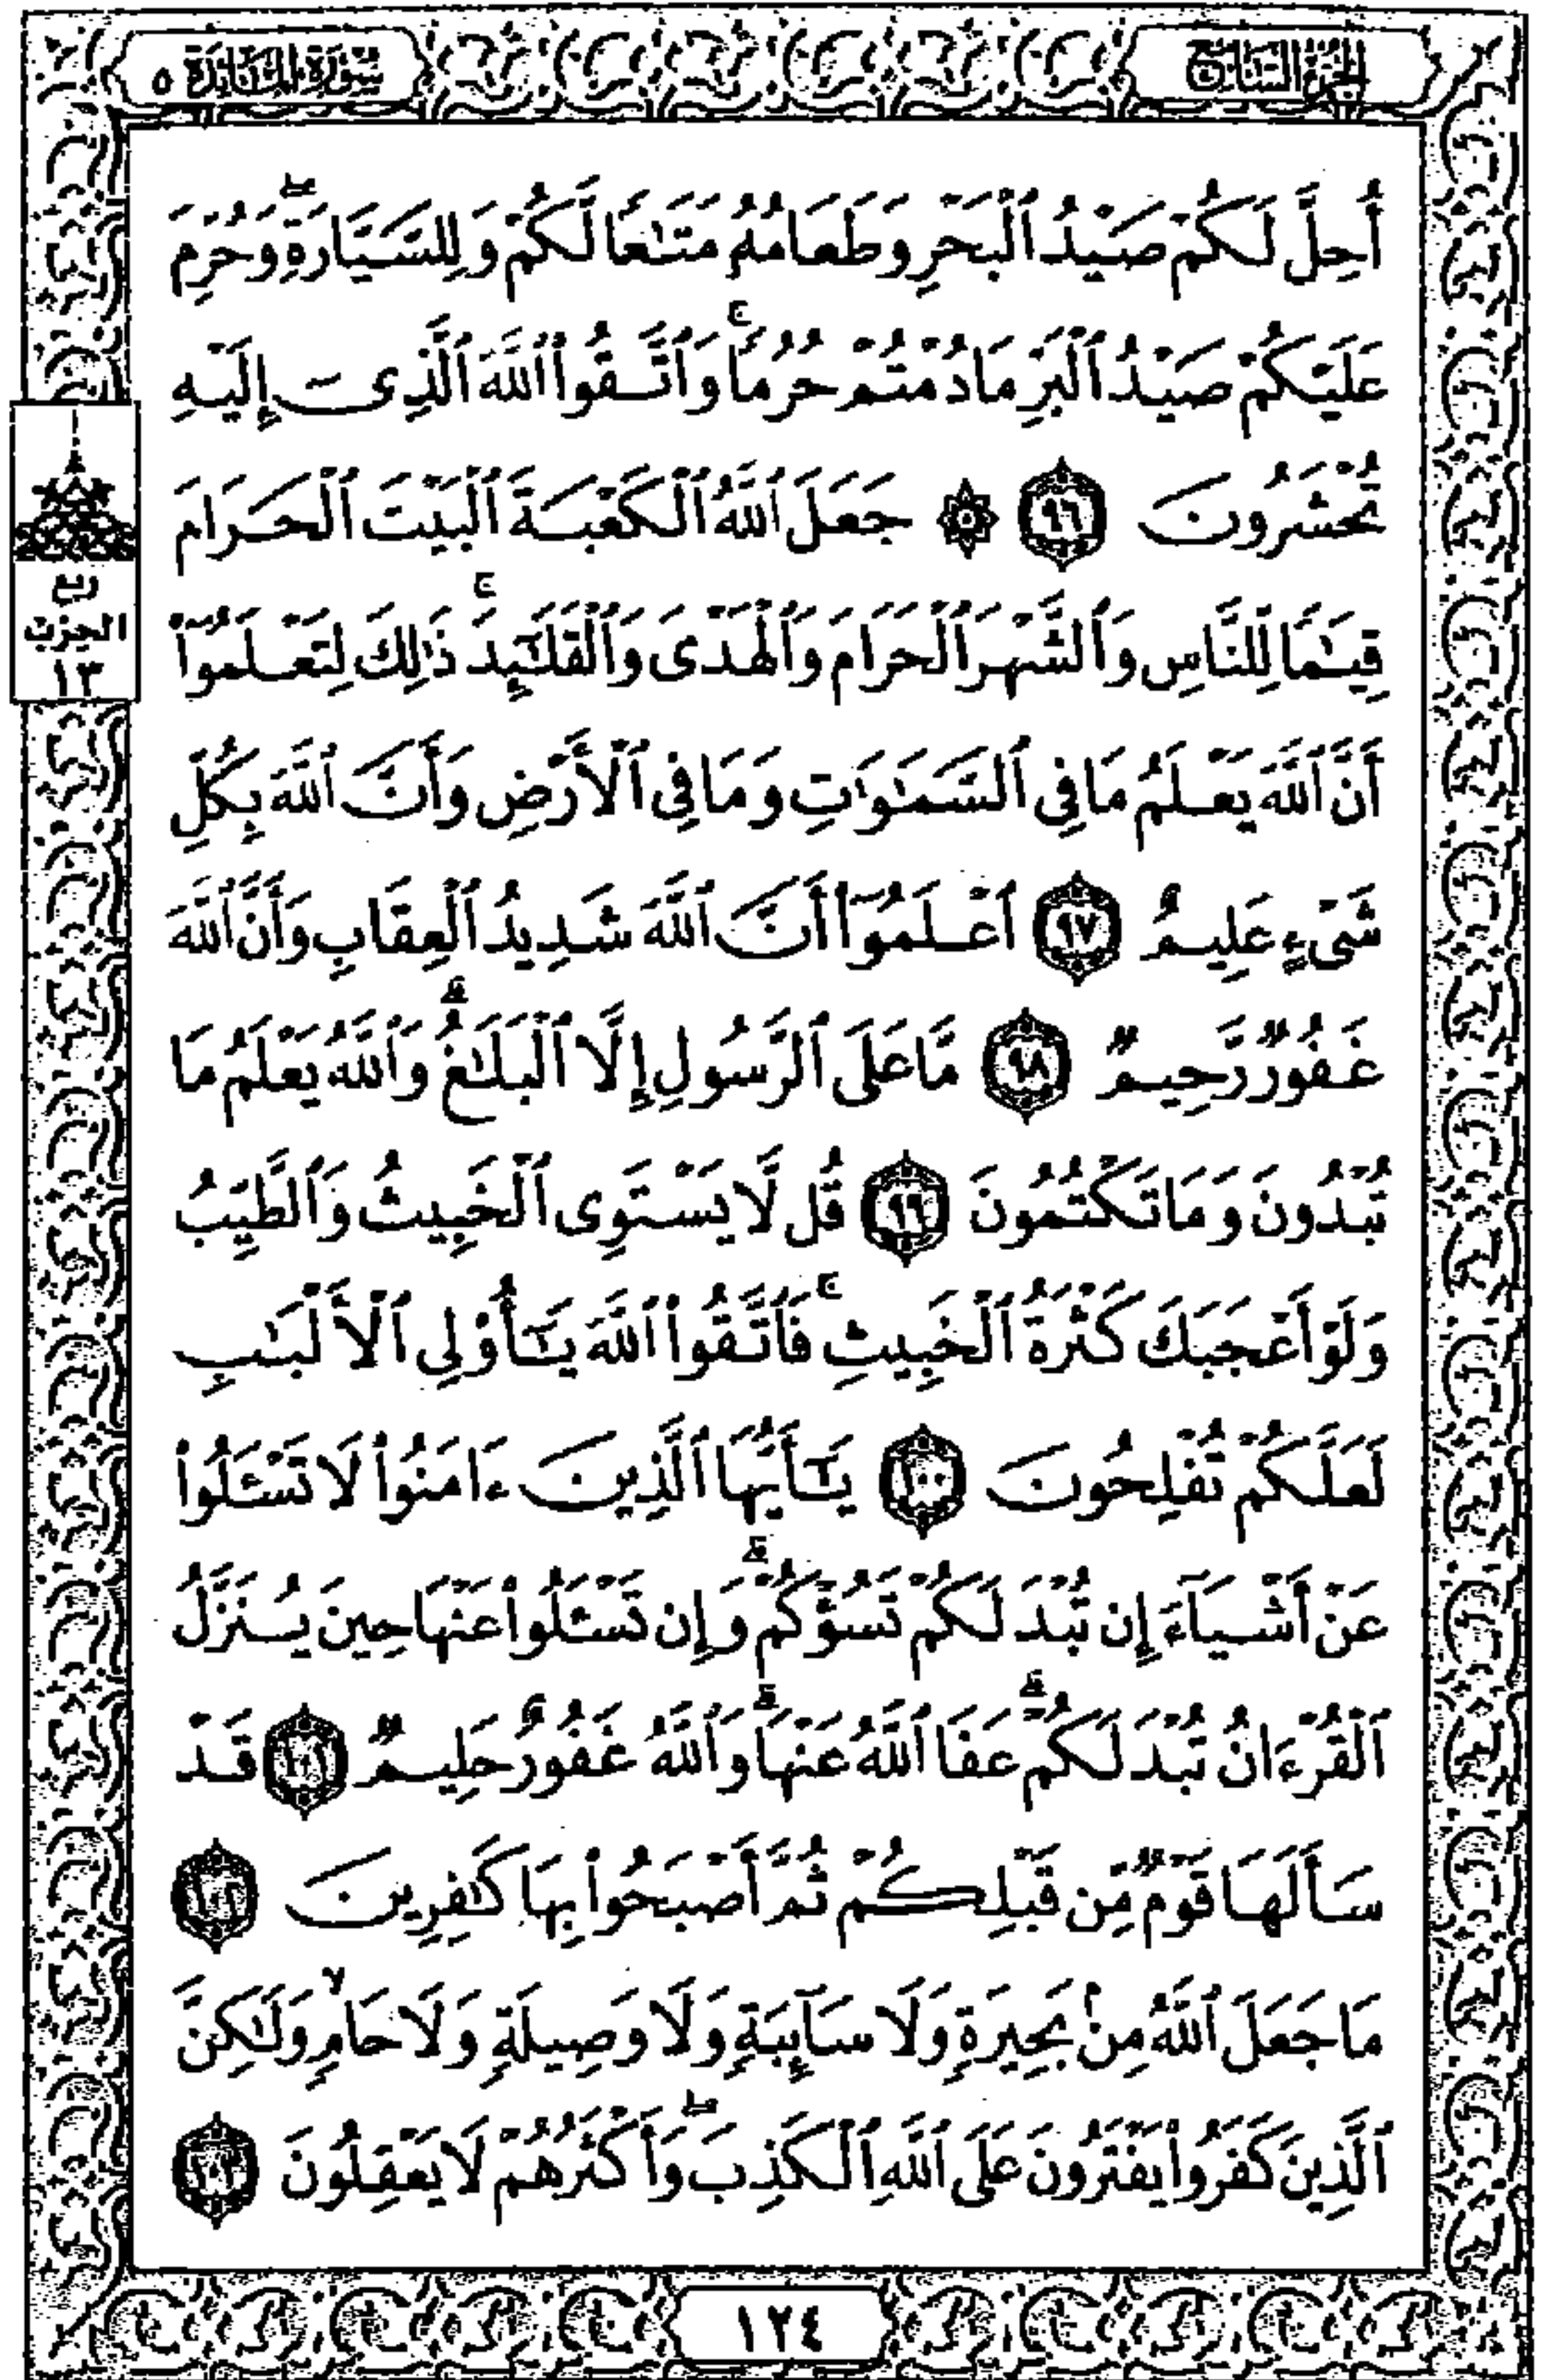 الجزء السابع
سورة المائدة ٥
أُحِلَّ لَكُمْ صَيْدُ ٱلْبَحْرِ وَطَعَامُهُۥ مَتَٰعًا لَّكُمْ وَلِلسَّيَّارَةِۖ وَحُرِّمَ
عَلَيْكُمْ صَيْدُ ٱلْبَرِّ مَا دُمْتُمْ حُرُمًاۗ وَٱتَّقُوا۟ ٱللَّهَ ٱلَّذِىٓ إِلَيْهِ
تُحْشَرُونَ ٩٦ ۞ جَعَلَ ٱللَّهُ ٱلْكَعْبَةَ ٱلْبَيْتَ ٱلْحَرَامَ
قِيَٰمًا لِّلنَّاسِ وَٱلشَّهْرَ ٱلْحَرَامَ وَٱلْهَدْىَ وَٱلْقَلَٰٓئِدَۚ ذَٰلِكَ لِتَعْلَمُوٓا۟
أَنَّ ٱللَّهَ يَعْلَمُ مَا فِى ٱلسَّمَٰوَٰتِ وَمَا فِى ٱلْأَرْضِ وَأَنَّ ٱللَّهَ بِكُلِّ
شَىْءٍ عَلِيمٌ ٩٧ ٱعْلَمُوٓا۟ أَنَّ ٱللَّهَ شَدِيدُ ٱلْعِقَابِ وَأَنَّ ٱللَّهَ
غَفُورٌ رَّحِيمٌ ٩٨ مَّا عَلَى ٱلرَّسُولِ إِلَّا ٱلْبَلَٰغُۗ وَٱللَّهُ يَعْلَمُ مَا
تُبْدُونَ وَمَا تَكْتُمُونَ ٩٩ قُل لَّا يَسْتَوِى ٱلْخَبِيثُ وَٱلطَّيِّبُ
وَلَوْ أَعْجَبَكَ كَثْرَةُ ٱلْخَبِيثِۚ فَٱتَّقُوا۟ ٱللَّهَ يَٰٓأُو۟لِى ٱلْأَلْبَٰبِ
لَعَلَّكُمْ تُفْلِحُونَ ١٠٠ يَٰٓأَيُّهَا ٱلَّذِينَ ءَامَنُوا۟ لَا تَسْـَٔلُوا۟
عَنْ أَشْيَآءَ إِن تُبْدَ لَكُمْ تَسُؤْكُمْۗ وَإِن تَسْـَٔلُوا۟ عَنْهَا حِينَ يُنَزَّلُ
ٱلْقُرْءَانُ تُبْدَ لَكُمْۗ عَفَا ٱللَّهُ عَنْهَاۗ وَٱللَّهُ غَفُورٌ حَلِيمٌ ١٠١ قَدْ
سَأَلَهَا قَوْمٌ مِّن قَبْلِكُمْ ثُمَّ أَصْبَحُوا۟ بِهَا كَٰفِرِينَ ١٠٢
مَا جَعَلَ ٱللَّهُ مِنۢ بَحِيرَةٍ وَلَا سَآئِبَةٍ وَلَا وَصِيلَةٍ وَلَا حَامٍ وَلَٰكِنَّ
ٱلَّذِينَ كَفَرُوا۟ يَفْتَرُونَ عَلَى ٱللَّهِ ٱلْكَذِبَۖ وَأَكْثَرُهُمْ لَا يَعْقِلُونَ ١٠٣
ربع
الحزب
١٣
١٢٤